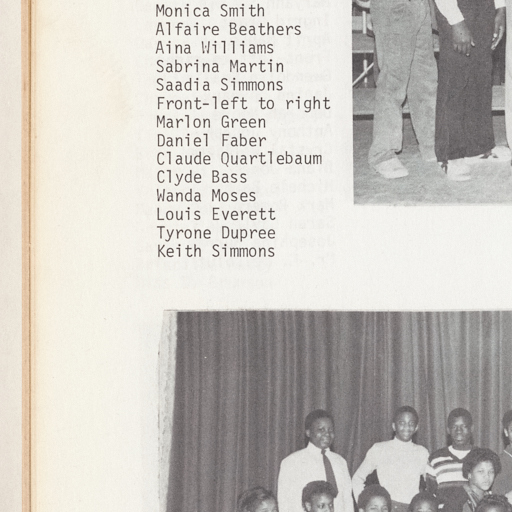 Monica Smith
Alfaire Beathers
Aina Williams
Sabrina Martin
Saadia Simmons
Front-left to right
Marlon Green
Daniel Faber
Claude Quartlebaum
Clyde Bass
Wanda Moses
Louis Everett
Tyrone Dupree
Keith Simmons